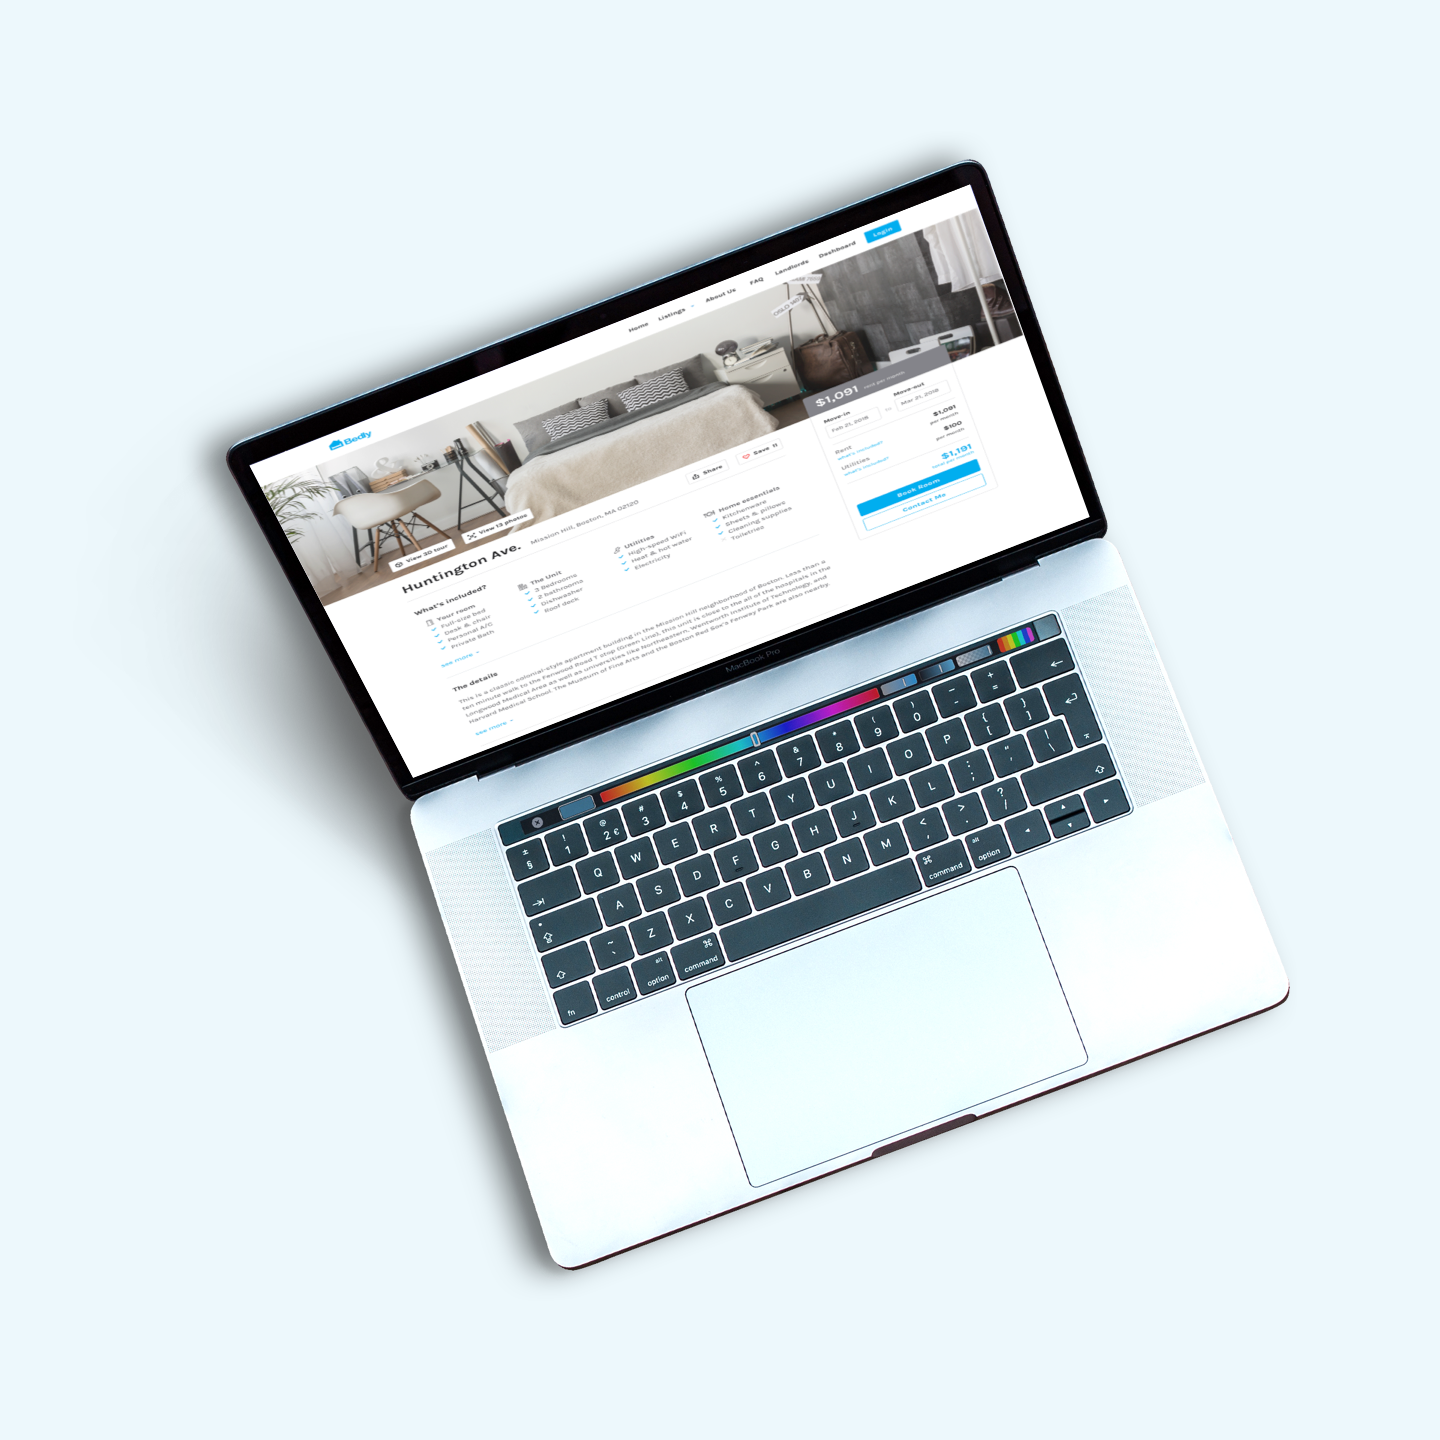 Bedly
Home
Listings
About Us
FAQ
Landlords
Dashboard
Login
OSLO
View 3D tour
View 13 photos
Share
Save
$1,091
per month
Move-in
Move-out
Feb 21, 2018
to
Mar 21, 2018
Rent
what's included?
$1,091
per month
Utilities
what's included?
$100
per month
$1,191
total per month
Book Room
Contact Me
Huntington Ave.
Mission Hill, Boston, MA 02120
What's included?
Your room
Full-size bed
Desk & chair
Personal A/C
Private Bath
The Unit
3 bedrooms
2 bathrooms
Dishwasher
Roof deck
Utilities
High-speed WiFi
Heat & hot water
Electricity
Home essentials
Kitchenware
Sheets & pillows
Cleaning supplies
Toiletries
see more
The details
This is a classic colonial-style apartment building in the Mission Hill neighborhood of Boston. Less than a
ten minute walk to the Fenwood Road T stop (Green Line), this unit is close to the all of the hospitals in the
Longwood Medical Area as well as universities like Northeastern, Wentworth Institute of Technology, and
Harvard Medical School. The Museum of Fine Arts and the Boston Red Sox's Fenway Park are also nearby.
see more
MacBook Pro
± § ! 1 @ 2 € # 3 $ 4 % 5 ^ 6 & 7 * 8 ( 9 ) 0 _ - + =
Q W E R T Y U I O P { [ } ]
A S D F G H J K L : ; " ' | \
~ ` Z X C V B N M < , > . ? /
fn control alt option ⌘ command ⌘ command alt option